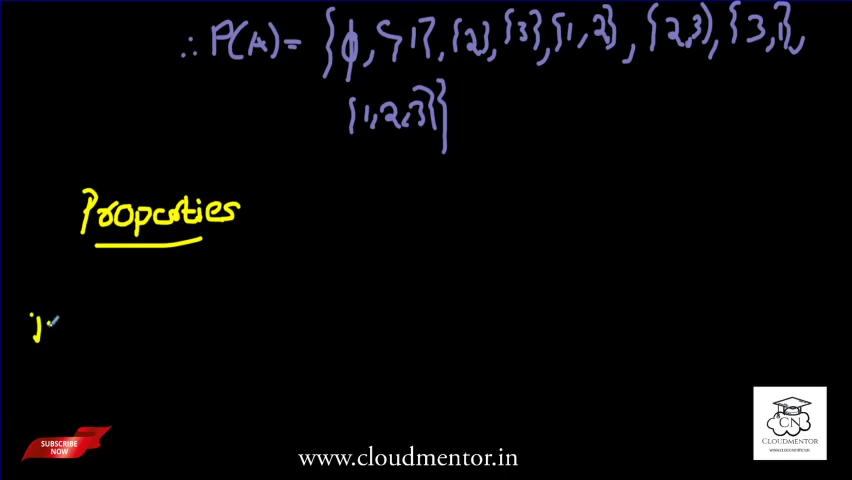 ∴ P(A) = {ϕ, {1}, {2}, {3}, {1, 2}, {2,3}, {3,1},
{1,2,3}}
Properties
i.
SUBSCRIBE
NOW
CN
CLOUDMENTOR
www.cloudmentor.in